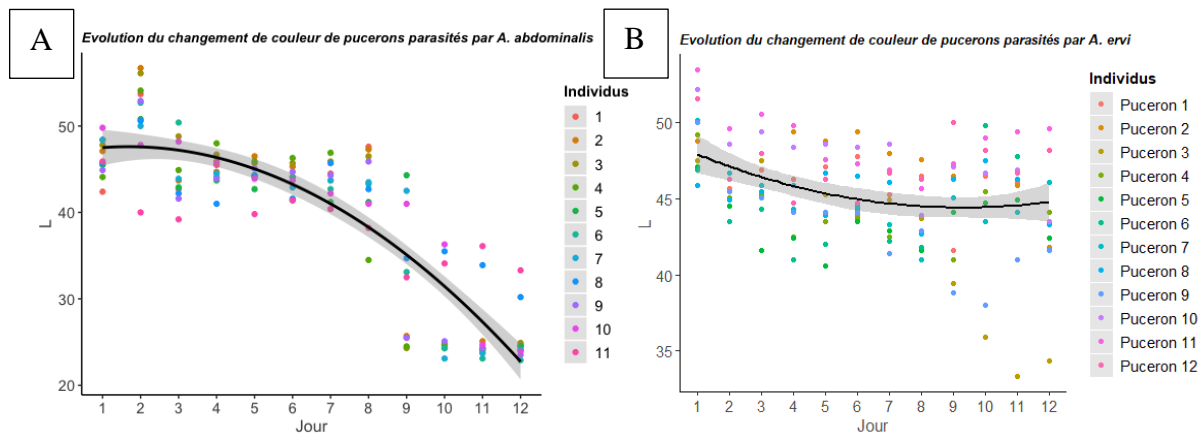 A
Evolution du changement de couleur de pucerons parasités par A. abdominalis
L
50
40
30
20
1 2 3 4 5 6 7 8 9 10 11 12
Jour
Individus
1
2
3
4
5
6
7
8
9
10
11
B
Evolution du changement de couleur de pucerons parasités par A. ervi
L
50
45
40
35
1 2 3 4 5 6 7 8 9 10 11 12
Jour
Individus
Puceron 1
Puceron 2
Puceron 3
Puceron 4
Puceron 5
Puceron 6
Puceron 7
Puceron 8
Puceron 9
Puceron 10
Puceron 11
Puceron 12